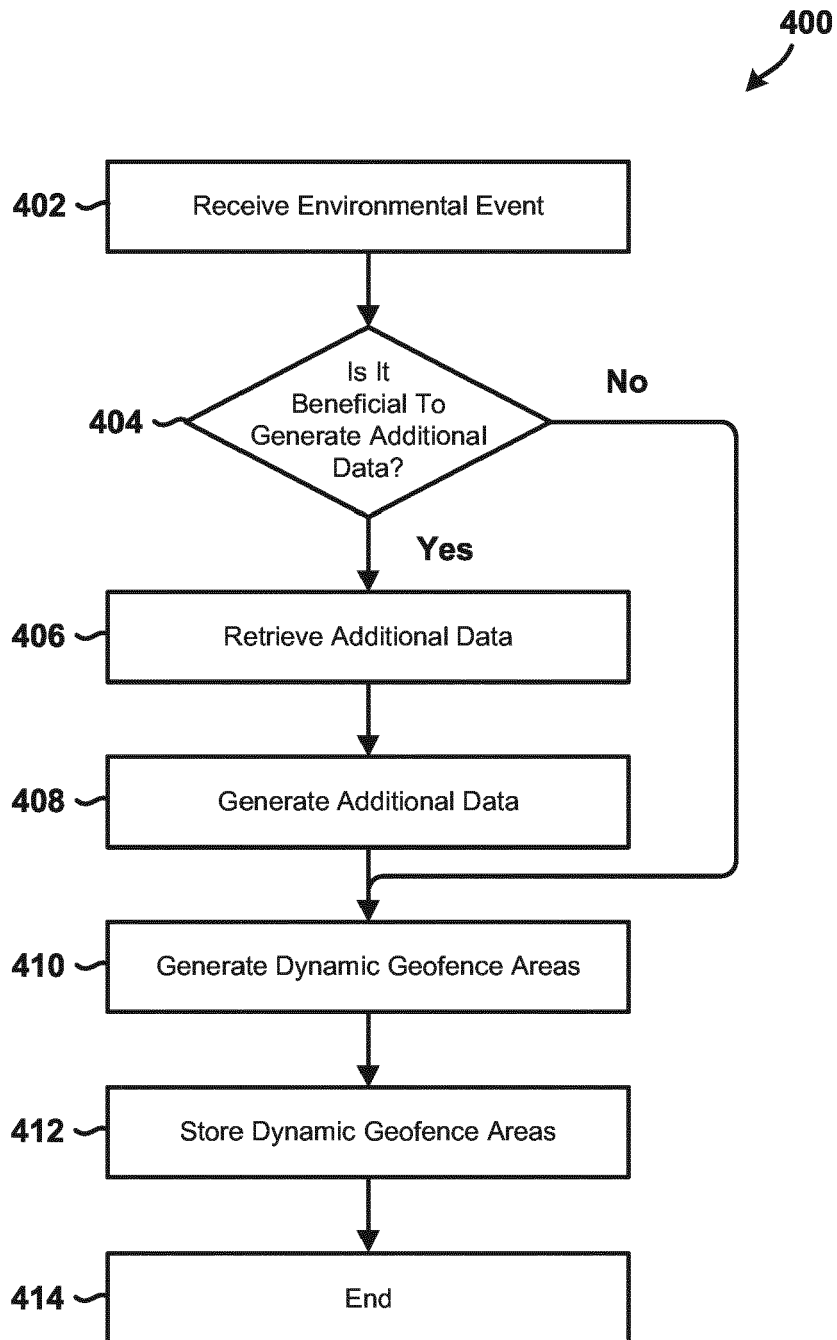 400
402
Receive Environmental Event
404
Is It
Beneficial To
Generate Additional
Data?
No
Yes
406
Retrieve Additional Data
408
Generate Additional Data
410
Generate Dynamic Geofence Areas
412
Store Dynamic Geofence Areas
414
End